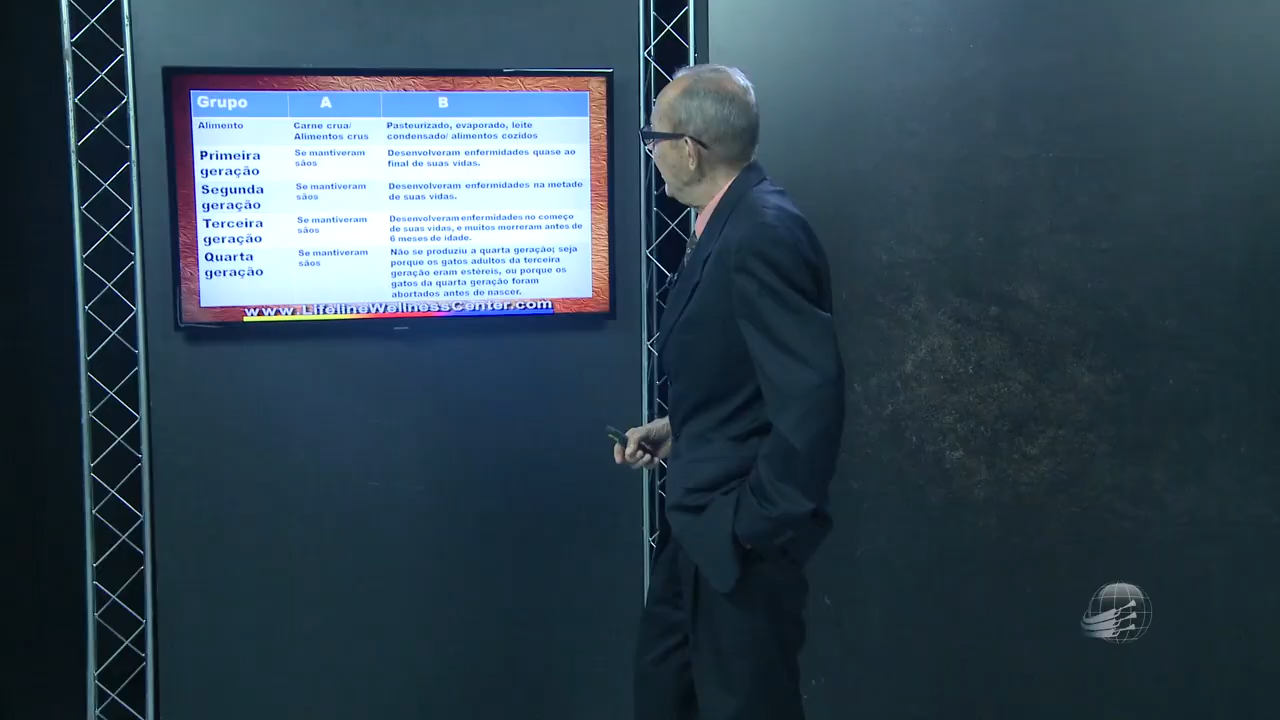 Grupo A B
Alimento
Carne crua/
Alimentos crus
Pasteurizado, evaporado, leite
condensado/ alimentos cozidos
Primeira
geração
Se mantiveram
sãos
Desenvolveram enfermidades quase ao
final de suas vidas.
Segunda
geração
Se mantiveram
sãos
Desenvolveram enfermidades na metade
de suas vidas.
Terceira
geração
Se mantiveram
sãos
Desenvolveram enfermidades no começo
de suas vidas, e muitos morreram antes de
6 meses de idade.
Quarta
geração
Se mantiveram
sãos
Não se produziu a quarta geração; seja
porque os gatos adultos da terceira
geração eram estéreis, ou porque os
gatos da quarta geração foram
abortados antes de nascer.
www.LifelineWellnessCenter.com